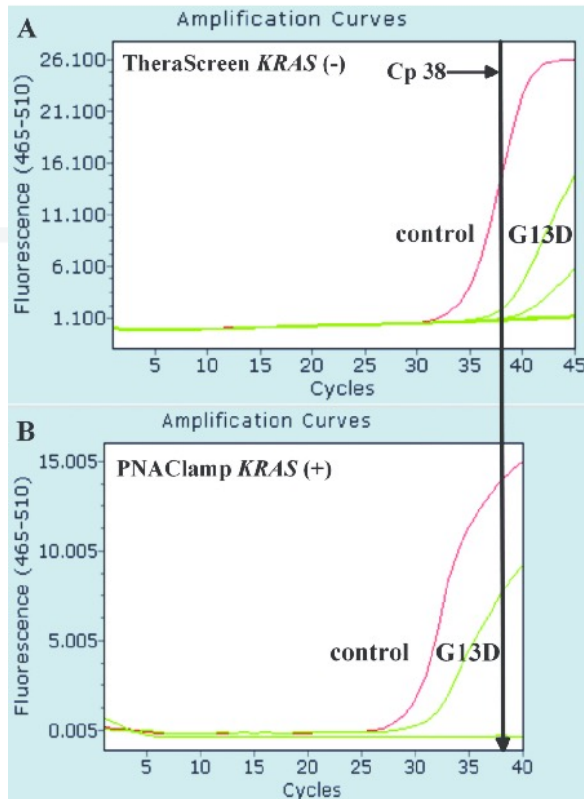 A
Amplification Curves
TheraScreen KRAS (-)
Cp 38
Fluorescence (465-510)
26.100
21.100
16.100
11.100
6.100
1.100
control
G13D
5 10 15 20 25 30 35 40 45
Cycles
B
Amplification Curves
PNAClamp KRAS (+)
Fluorescence (465-510)
15.005
10.005
5.005
0.005
control
G13D
5 10 15 20 25 30 35 40
Cycles